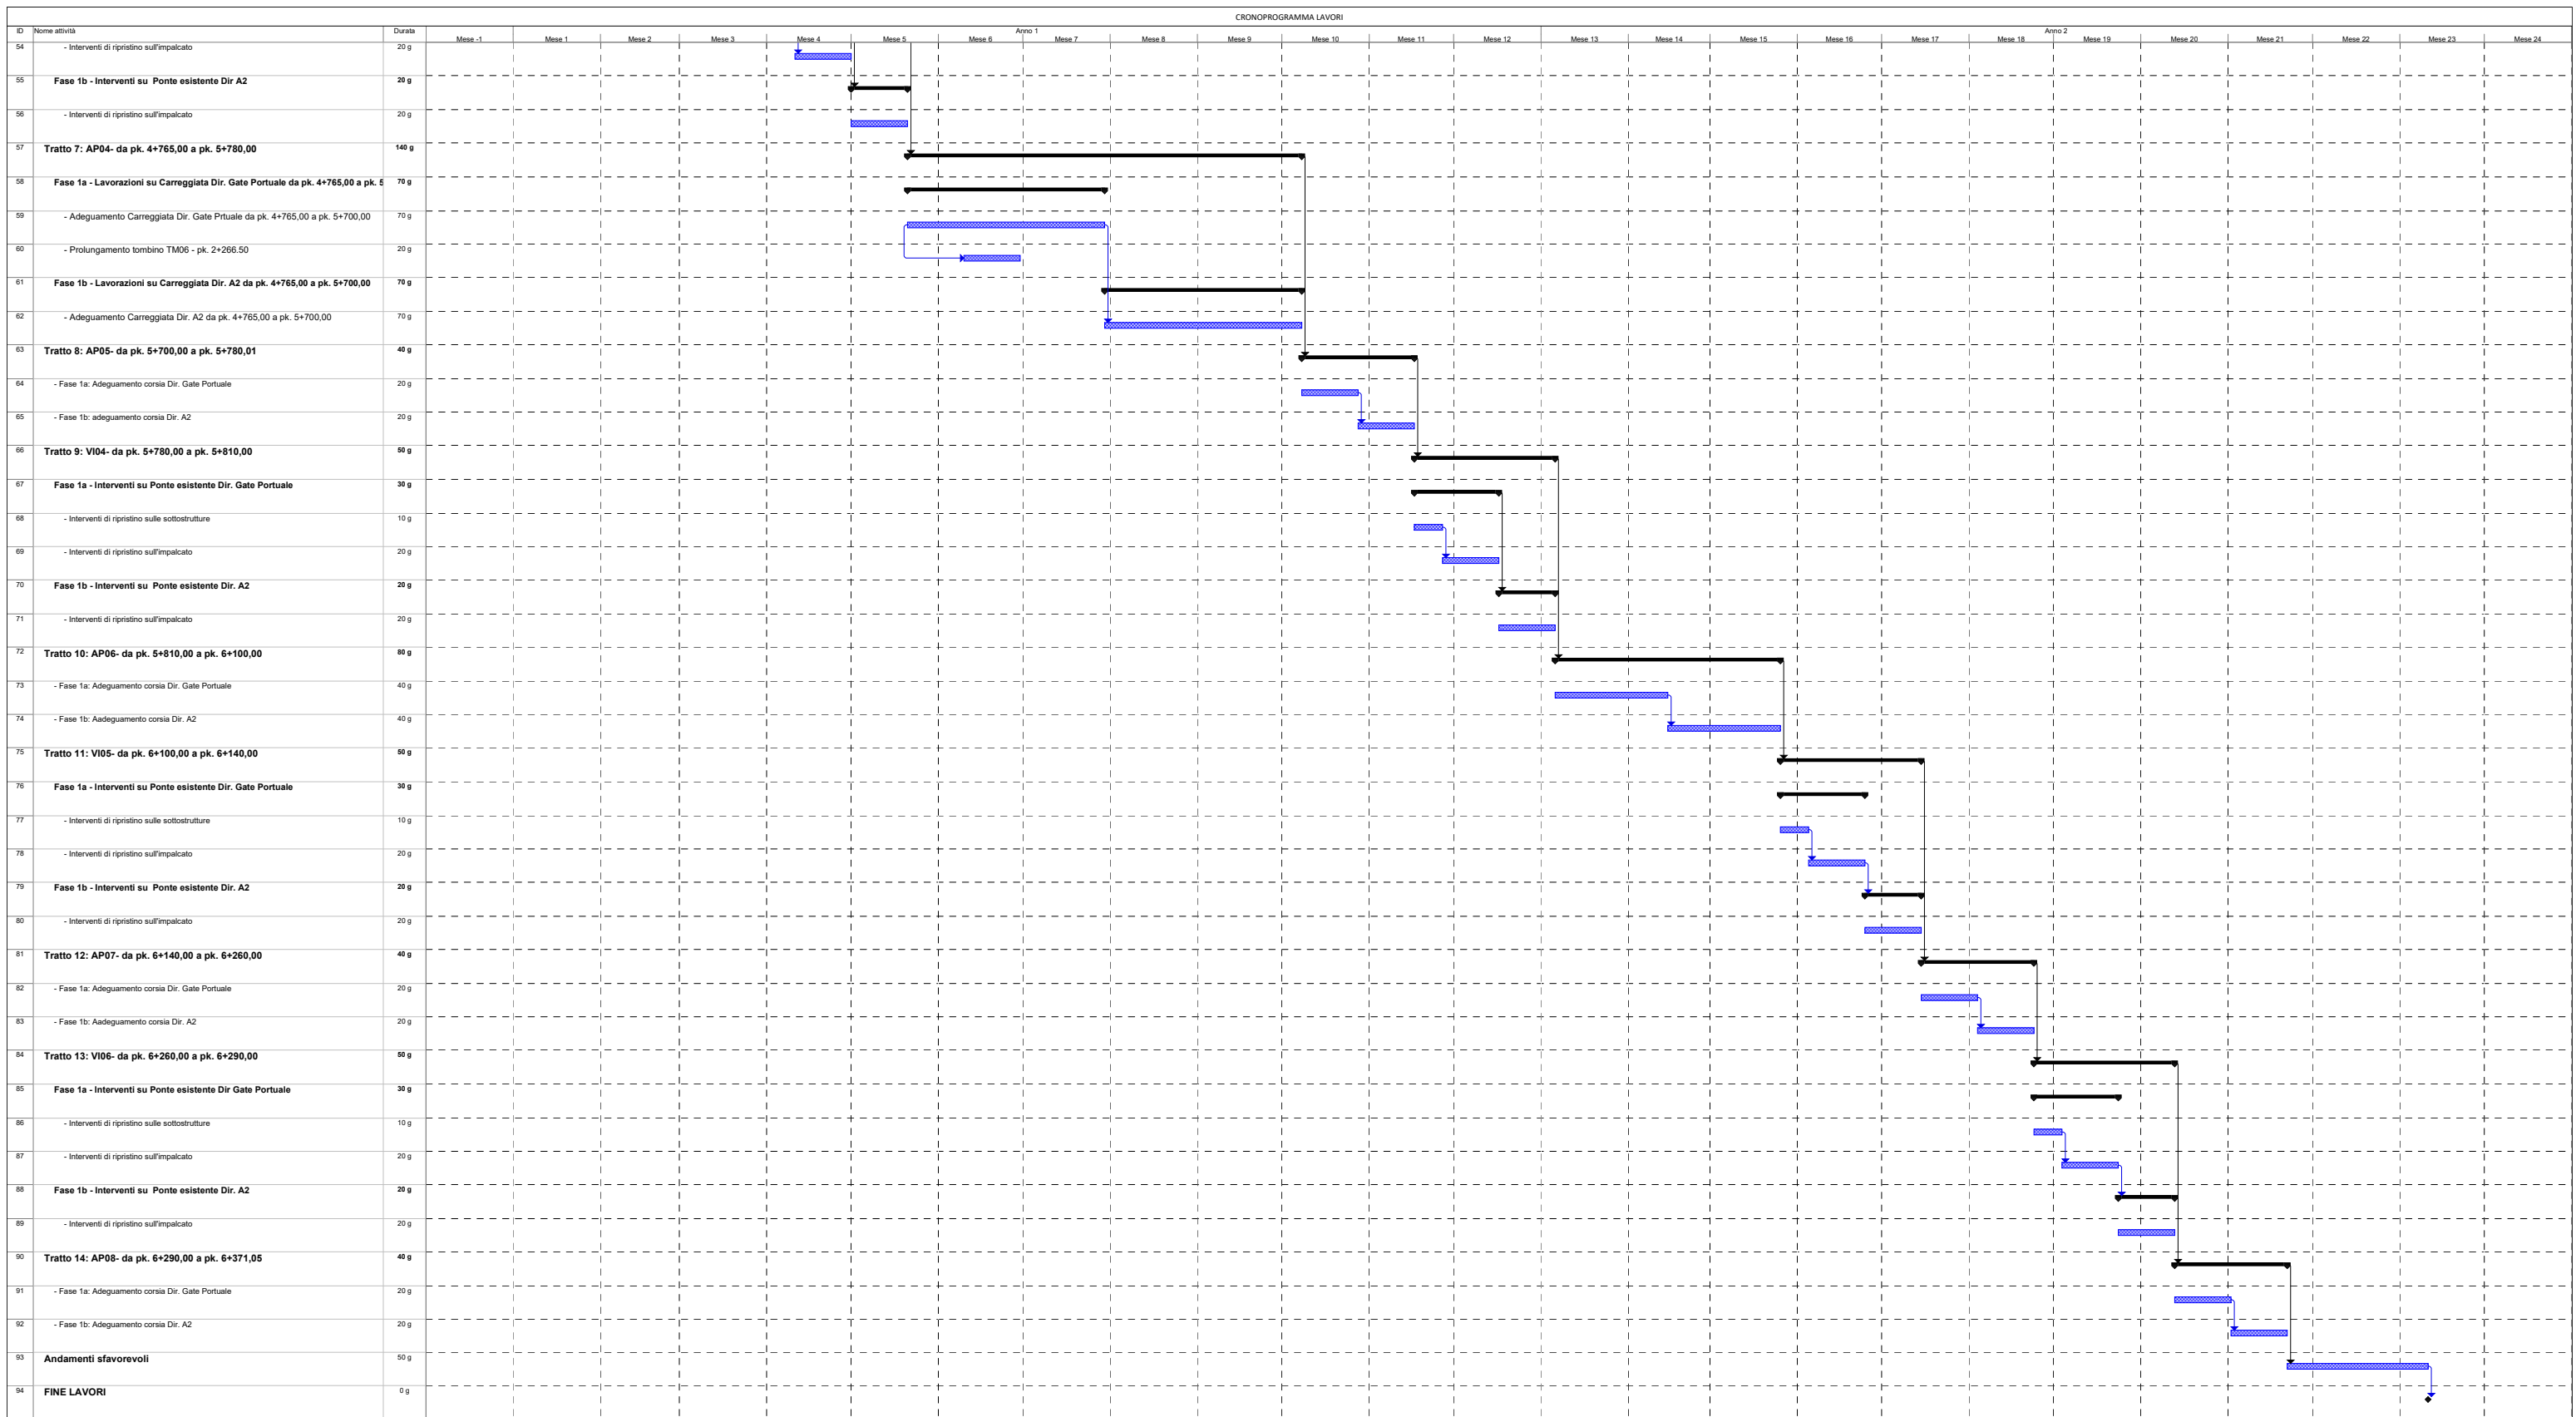 CRONOPROGRAMMA LAVORI
ID Nome attività Durata Anno 1 Anno 2
Mese -1 Mese 1 Mese 2 Mese 3 Mese 4 Mese 5 Mese 6 Mese 7 Mese 8 Mese 9 Mese 10 Mese 11 Mese 12 Mese 13 Mese 14 Mese 15 Mese 16 Mese 17 Mese 18 Mese 19 Mese 20 Mese 21 Mese 22 Mese 23 Mese 24
54 - Interventi di ripristino sull'impalcato 20 g
55 Fase 1b - Interventi su Ponte esistente Dir A2 20 g
56 - Interventi di ripristino sull'impalcato 20 g
57 Tratto 7: AP04- da pk. 4+765,00 a pk. 5+780,00 140 g
58 Fase 1a - Lavorazioni su Carreggiata Dir. Gate Portuale da pk. 4+765,00 a pk. 5 70 g
59 - Adeguamento Carreggiata Dir. Gate Prtuale da pk. 4+765,00 a pk. 5+700,00 70 g
60 - Prolungamento tombino TM06 - pk. 2+266.50 20 g
61 Fase 1b - Lavorazioni su Carreggiata Dir. A2 da pk. 4+765,00 a pk. 5+700,00 70 g
62 - Adeguamento Carreggiata Dir. A2 da pk. 4+765,00 a pk. 5+700,00 70 g
63 Tratto 8: AP05- da pk. 5+700,00 a pk. 5+780,01 40 g
64 - Fase 1a: Adeguamento corsia Dir. Gate Portuale 20 g
65 - Fase 1b: adeguamento corsia Dir. A2 20 g
66 Tratto 9: VI04- da pk. 5+780,00 a pk. 5+810,00 50 g
67 Fase 1a - Interventi su Ponte esistente Dir. Gate Portuale 30 g
68 - Interventi di ripristino sulle sottostrutture 10 g
69 - Interventi di ripristino sull'impalcato 20 g
70 Fase 1b - Interventi su Ponte esistente Dir. A2 20 g
71 - Interventi di ripristino sull'impalcato 20 g
72 Tratto 10: AP06- da pk. 5+810,00 a pk. 6+100,00 80 g
73 - Fase 1a: Adeguamento corsia Dir. Gate Portuale 40 g
74 - Fase 1b: Aadeguamento corsia Dir. A2 40 g
75 Tratto 11: VI05- da pk. 6+100,00 a pk. 6+140,00 50 g
76 Fase 1a - Interventi su Ponte esistente Dir. Gate Portuale 30 g
77 - Interventi di ripristino sulle sottostrutture 10 g
78 - Interventi di ripristino sull'impalcato 20 g
79 Fase 1b - Interventi su Ponte esistente Dir. A2 20 g
80 - Interventi di ripristino sull'impalcato 20 g
81 Tratto 12: AP07- da pk. 6+140,00 a pk. 6+260,00 40 g
82 - Fase 1a: Adeguamento corsia Dir. Gate Portuale 20 g
83 - Fase 1b: Aadeguamento corsia Dir. A2 20 g
84 Tratto 13: VI06- da pk. 6+260,00 a pk. 6+290,00 50 g
85 Fase 1a - Interventi su Ponte esistente Dir Gate Portuale 30 g
86 - Interventi di ripristino sulle sottostrutture 10 g
87 - Interventi di ripristino sull'impalcato 20 g
88 Fase 1b - Interventi su Ponte esistente Dir. A2 20 g
89 - Interventi di ripristino sull'impalcato 20 g
90 Tratto 14: AP08- da pk. 6+290,00 a pk. 6+371,05 40 g
91 - Fase 1a: Adeguamento corsia Dir. Gate Portuale 20 g
92 - Fase 1b: Adeguamento corsia Dir. A2 20 g
93 Andamenti sfavorevoli 50 g
94 FINE LAVORI 0 g